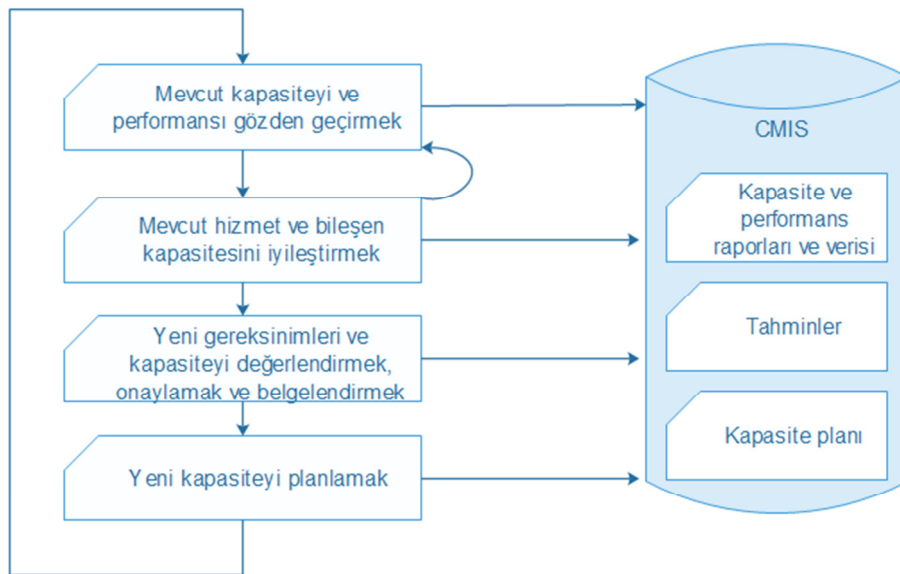 Mevcut kapasiteyi ve
performansı gözden geçirmek
Mevcut hizmet ve bileşen
kapasitesini iyileştirmek
Yeni gereksinimleri ve
kapasiteyi değerlendirmek,
onaylamak ve belgelendirmek
Yeni kapasiteyi planlamak
CMIS
Kapasite ve
performans
raporları ve verisi
Tahminler
Kapasite planı